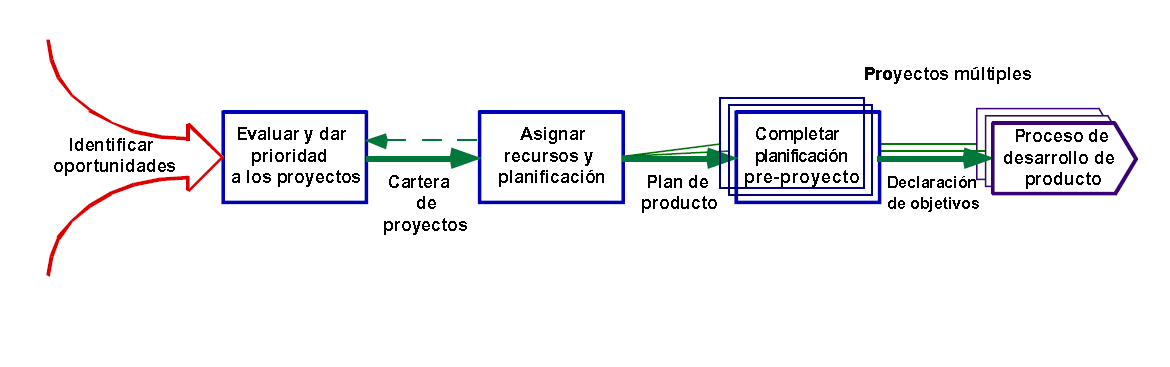 Proyectos múltiples
Identificar
oportunidades
Evaluar y dar
prioridad
a los proyectos
Cartera
de
proyectos
Asignar
recursos y
planificación
Plan de
producto
Completar
planificación
pre-proyecto
Declaración
de objetivos
Proceso de
desarrollo de
producto